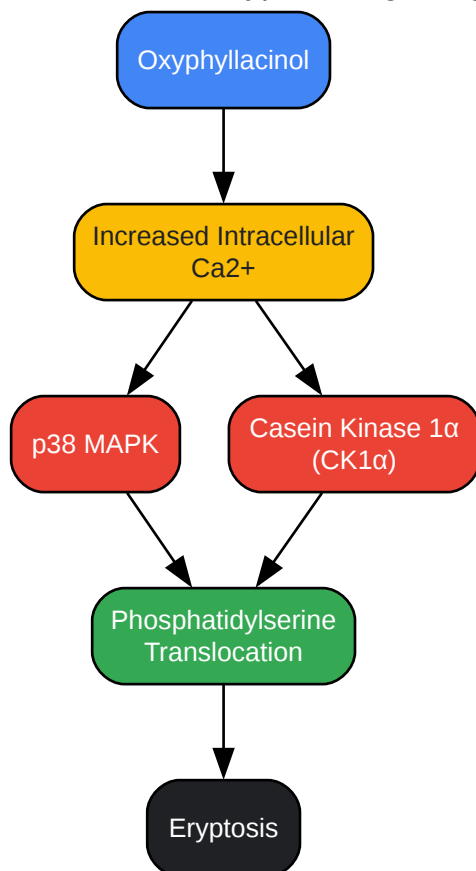 Oxyphyllacinol
Increased Intracellular
Ca2+
p38 MAPK
Casein Kinase 1α
(CK1α)
Phosphatidylserine
Translocation
Eryptosis